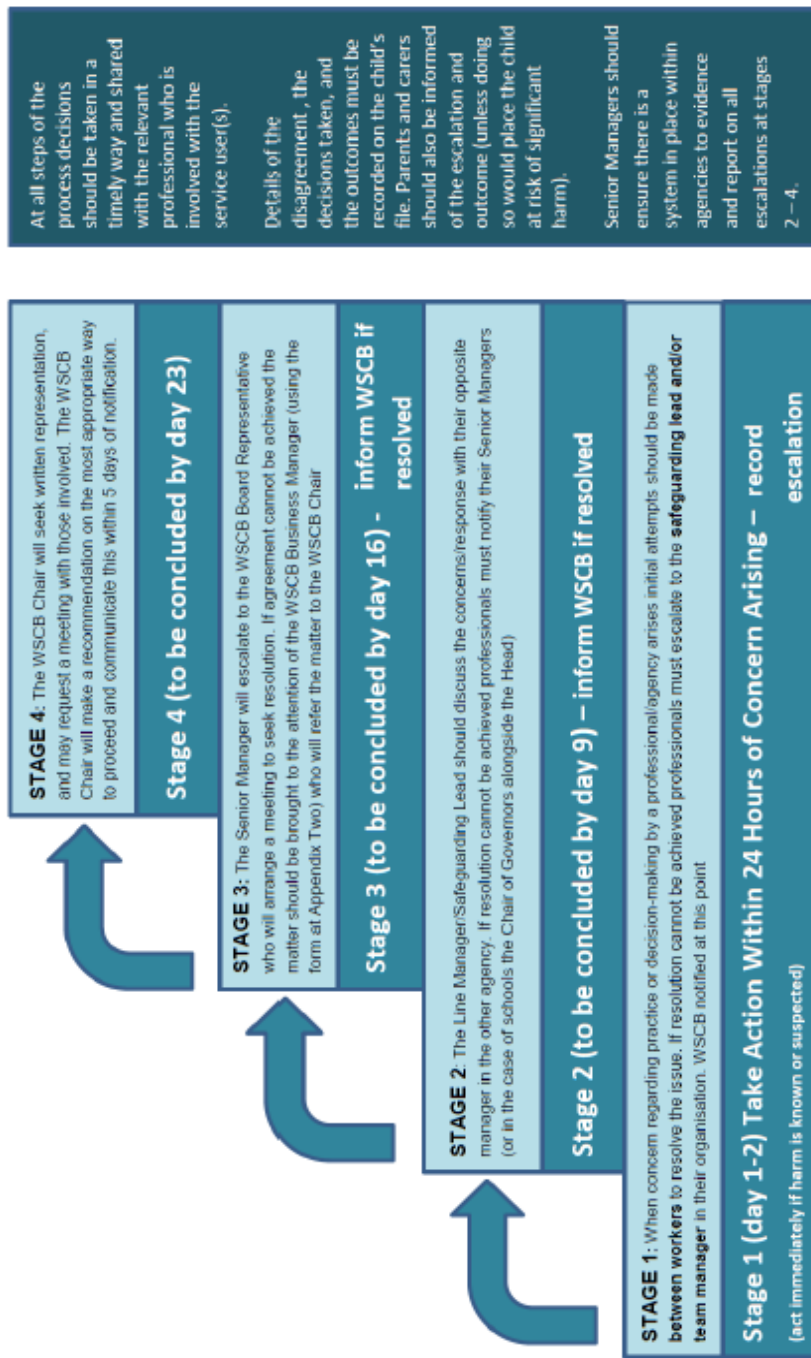 STAGE 4: The WSCB Chair will seek written representation,
and may request a meeting with those involved. The WSCB
Chair will make a recommendation on the most appropriate way
to proceed and communicate this within 5 days of notification.
Stage 4 (to be concluded by day 23)
STAGE 3: The Senior Manager will escalate to the WSCB Board Representative
who will arrange a meeting to seek resolution. If agreement cannot be achieved the
matter should be brought to the attention of the WSCB Business Manager (using the
form at Appendix Two) who will refer the matter to the WSCB Chair
Stage 3 (to be concluded by day 16) - inform WSCB if
resolved
STAGE 2: The Line Manager/Safeguarding Lead should discuss the concerns/response with their opposite
manager in the other agency. If resolution cannot be achieved professionals must notify their Senior Managers
(or in the case of schools the Chair of Governors alongside the Head)
Stage 2 (to be concluded by day 9) – inform WSCB if resolved
STAGE 1: When concern regarding practice or decision-making by a professional/agency arises initial attempts should be made
between workers to resolve the issue. If resolution cannot be achieved professionals must escalate to the safeguarding lead and/or
team manager in their organisation. WSCB notified at this point
Stage 1 (day 1-2) Take Action Within 24 Hours of Concern Arising – record
escalation
(act immediately if harm is known or suspected)
At all steps of the
process decisions
should be taken in a
timely way and shared
with the relevant
professional who is
involved with the
service user(s).
Details of the
disagreement , the
decisions taken, and
the outcomes must be
recorded on the child's
file. Parents and carers
should also be informed
of the escalation and
outcome (unless doing
so would place the child
at risk of significant
harm).
Senior Managers should
ensure there is a
system in place within
agencies to evidence
and report on all
escalations at stages
2 – 4.